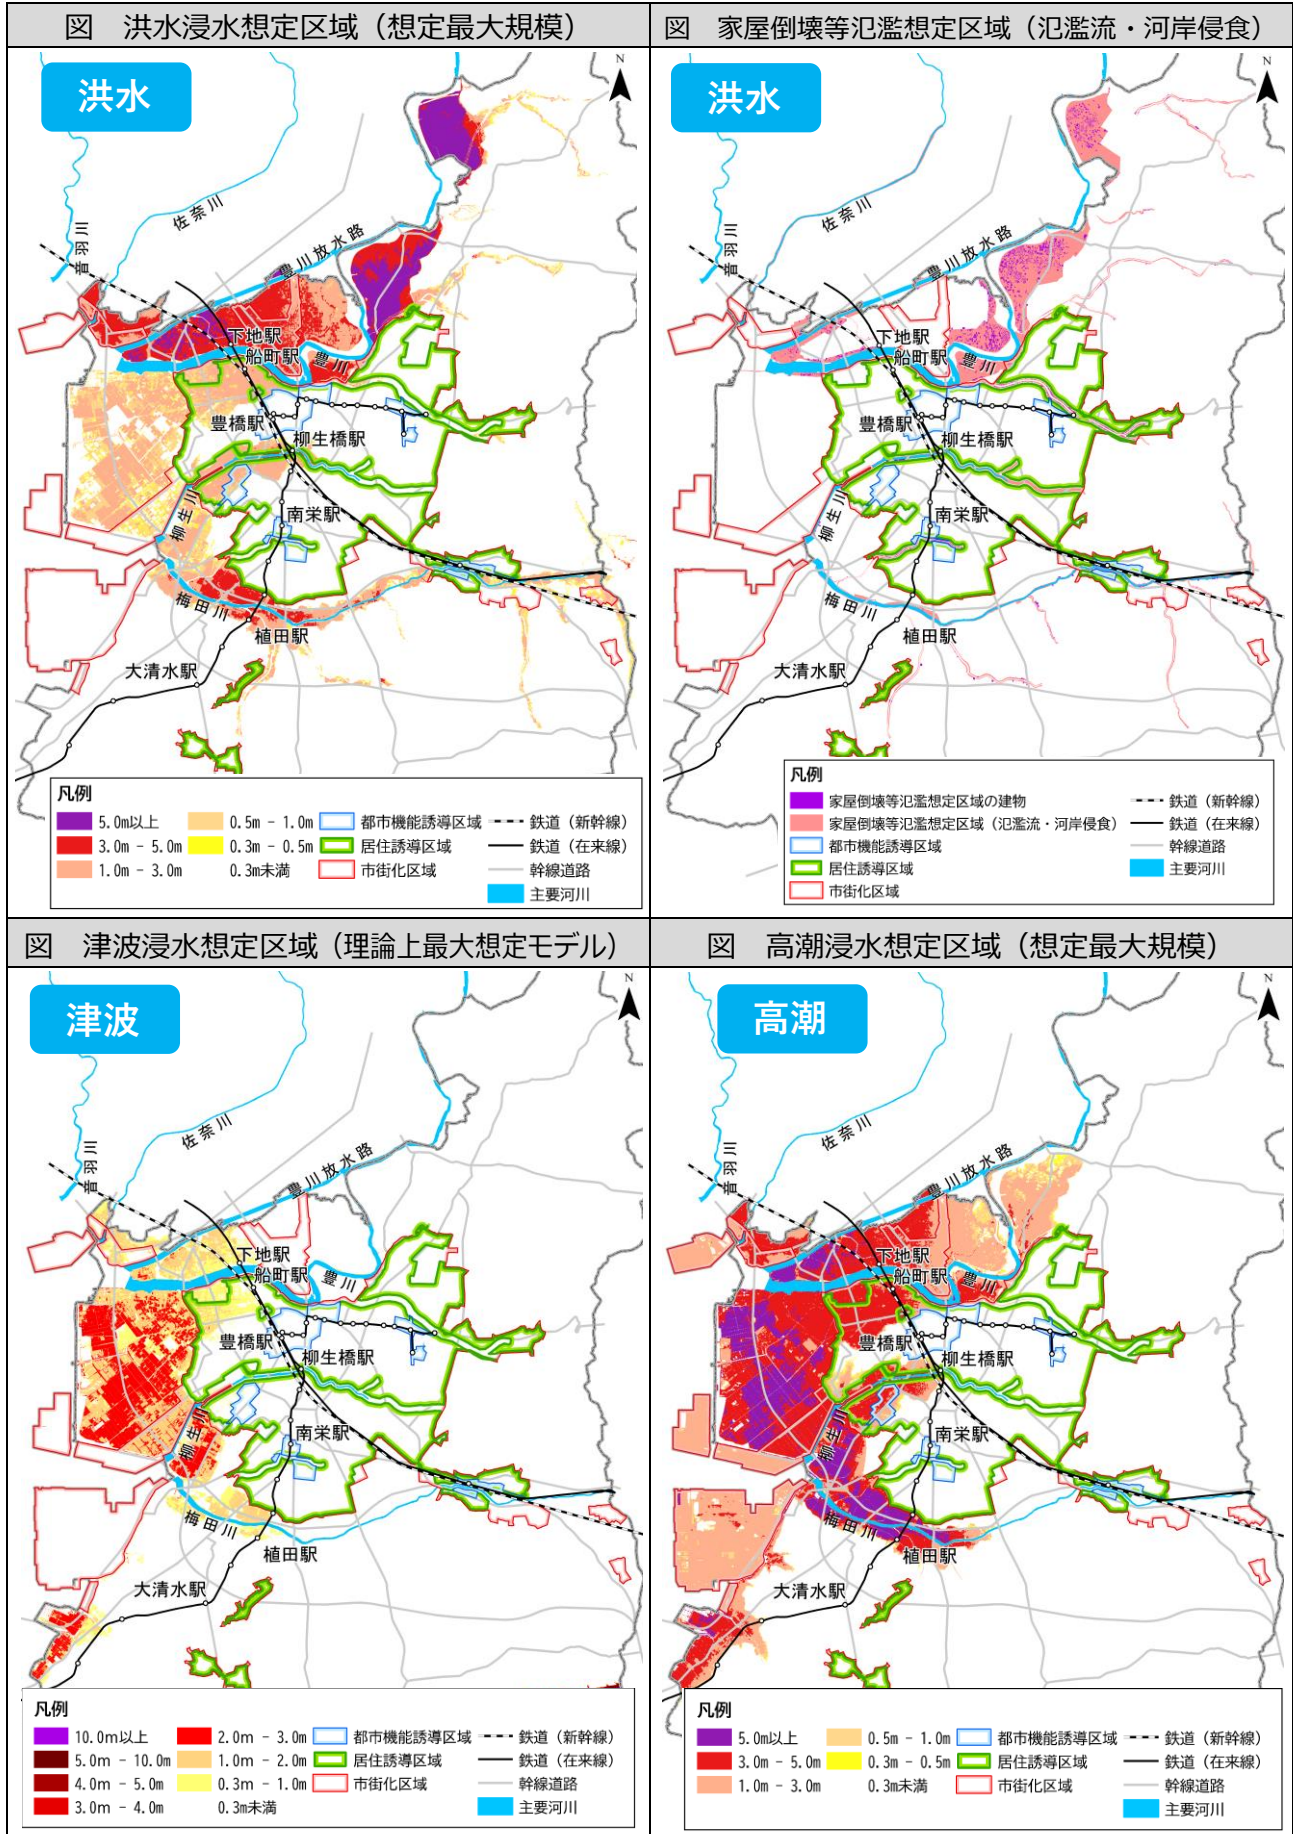 図　洪水浸水想定区域（想定最大規模）
洪水
N
佐奈川
音羽川
豊川放水路
下地駅
船町駅
豊川
豊橋駅
柳生橋駅
柳生川
南栄駅
梅田川
植田駅
大清水駅
凡例
5.0m以上
3.0m - 5.0m
1.0m - 3.0m
0.5m - 1.0m
0.3m - 0.5m
0.3m未満
都市機能誘導区域
居住誘導区域
市街化区域
鉄道（新幹線）
鉄道（在来線）
幹線道路
主要河川
図　家屋倒壊等氾濫想定区域（氾濫流・河岸侵食）
洪水
N
佐奈川
音羽川
豊川放水路
下地駅
船町駅
豊川
豊橋駅
柳生橋駅
柳生川
南栄駅
梅田川
植田駅
大清水駅
凡例
家屋倒壊等氾濫想定区域の建物
家屋倒壊等氾濫想定区域（氾濫流・河岸侵食）
都市機能誘導区域
居住誘導区域
市街化区域
鉄道（新幹線）
鉄道（在来線）
幹線道路
主要河川
図　津波浸水想定区域（理論上最大想定モデル）
津波
N
佐奈川
音羽川
豊川放水路
下地駅
船町駅
豊川
豊橋駅
柳生橋駅
柳生川
南栄駅
梅田川
植田駅
大清水駅
凡例
10.0m以上
5.0m - 10.0m
4.0m - 5.0m
3.0m - 4.0m
2.0m - 3.0m
1.0m - 2.0m
0.3m - 1.0m
0.3m未満
都市機能誘導区域
居住誘導区域
市街化区域
鉄道（新幹線）
鉄道（在来線）
幹線道路
主要河川
図　高潮浸水想定区域（想定最大規模）
高潮
N
佐奈川
音羽川
豊川放水路
下地駅
船町駅
豊川
豊橋駅
柳生橋駅
柳生川
南栄駅
梅田川
植田駅
大清水駅
凡例
5.0m以上
3.0m - 5.0m
1.0m - 3.0m
0.5m - 1.0m
0.3m - 0.5m
0.3m未満
都市機能誘導区域
居住誘導区域
市街化区域
鉄道（新幹線）
鉄道（在来線）
幹線道路
主要河川